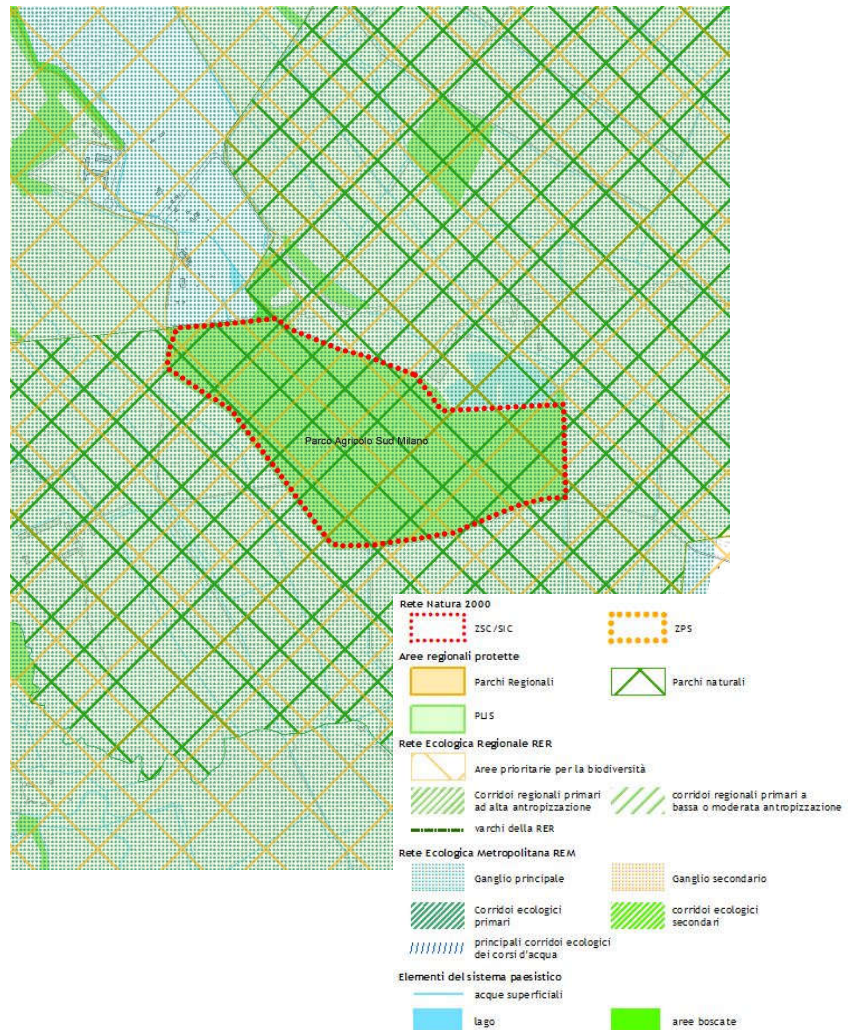 Parco Agricolo Sud Milano
Rete Natura 2000
ZSC/SIC
ZPS
Aree regionali protette
Parchi Regionali
Parchi naturali
PLIS
Rete Ecologica Regionale RER
Aree prioritarie per la biodiversità
Corridoi regionali primari
ad alta antropizzazione
corridoi regionali primari a
bassa o moderata antropizzazione
varchi della RER
Rete Ecologica Metropolitana REM
Ganglio principale
Ganglio secondario
Corridoi ecologici
primari
corridoi ecologici
secondari
principali corridoi ecologici
dei corsi d'acqua
Elementi del sistema paesistico
acque superficiali
lago
aree boscate